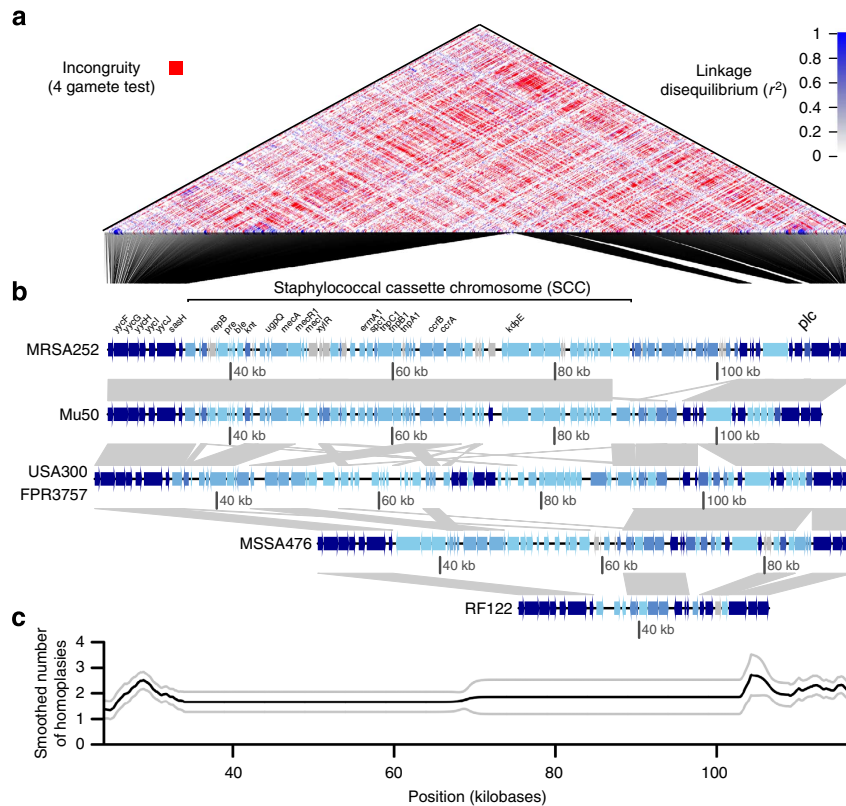 a
Incongruity
(4 gamete test)
Linkage
disequilibrium (r²)
1
0.8
0.6
0.4
0.2
0
b
Staphylococcal cassette chromosome (SCC)
yycF
yycG
yycH
yycI
yycJ
sasH
repB
pre
ble
knt
ugpQ
mecA
mecR1
mecI
xylR
ermA1
spc1
tnpC1
tnpB1
tnpA1
ccrB
ccrA
kdpE
plc
MRSA252
40 kb
60 kb
80 kb
100 kb
Mu50
40 kb
60 kb
80 kb
100 kb
USA300
FPR3757
40 kb
60 kb
80 kb
100 kb
MSSA476
40 kb
60 kb
80 kb
RF122
40 kb
c
Smoothed number
of homoplasies
4
3
2
1
0
40
60
80
100
Position (kilobases)